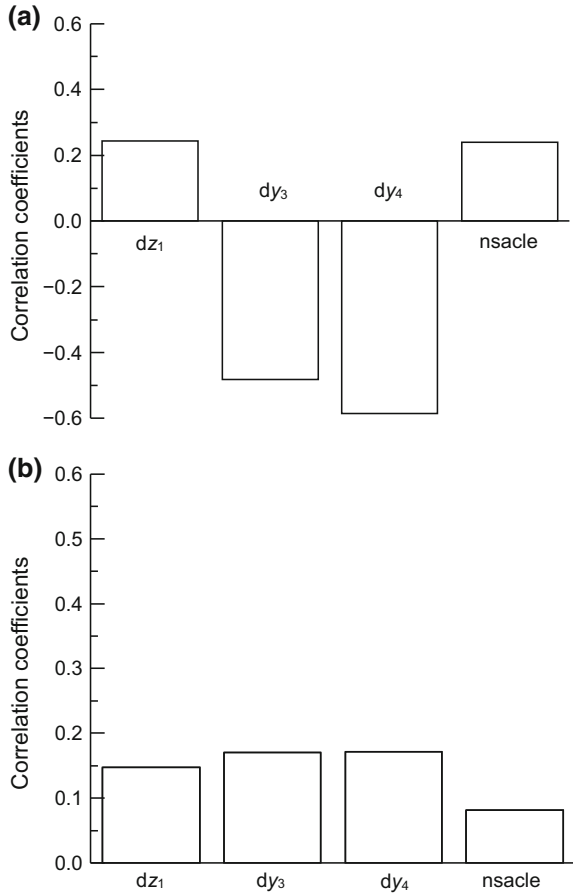 (a)
Correlation coefficients
0.6
0.4
0.2
0.0
−0.2
−0.4
−0.6
dy₃
dy₄
dz₁
nsacle
(b)
Correlation coefficients
0.6
0.5
0.4
0.3
0.2
0.1
0.0
dz₁
dy₃
dy₄
nsacle